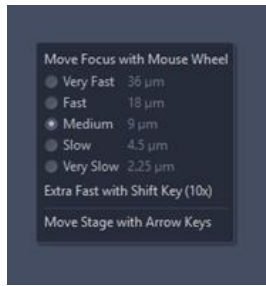 Move Focus with Mouse Wheel
Very Fast 36 µm
Fast 18 µm
Medium 9 µm
Slow 4.5 µm
Very Slow 2.25 µm
Extra Fast with Shift Key (10x)
Move Stage with Arrow Keys